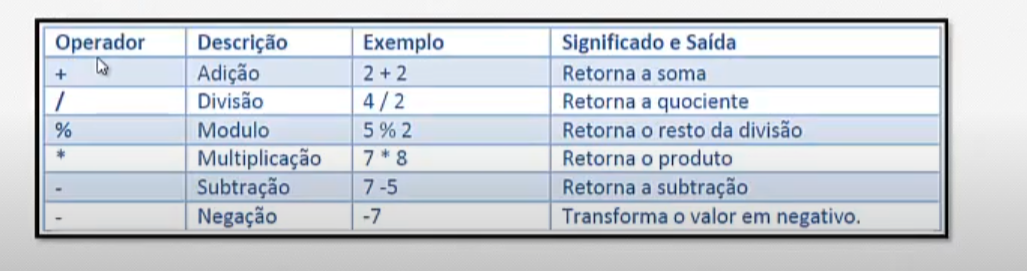 Operador Descrição Exemplo Significado e Saída
+ Adição 2 + 2 Retorna a soma
/ Divisão 4 / 2 Retorna a quociente
% Modulo 5 % 2 Retorna o resto da divisão
* Multiplicação 7 * 8 Retorna o produto
- Subtração 7 -5 Retorna a subtração
- Negação -7 Transforma o valor em negativo.